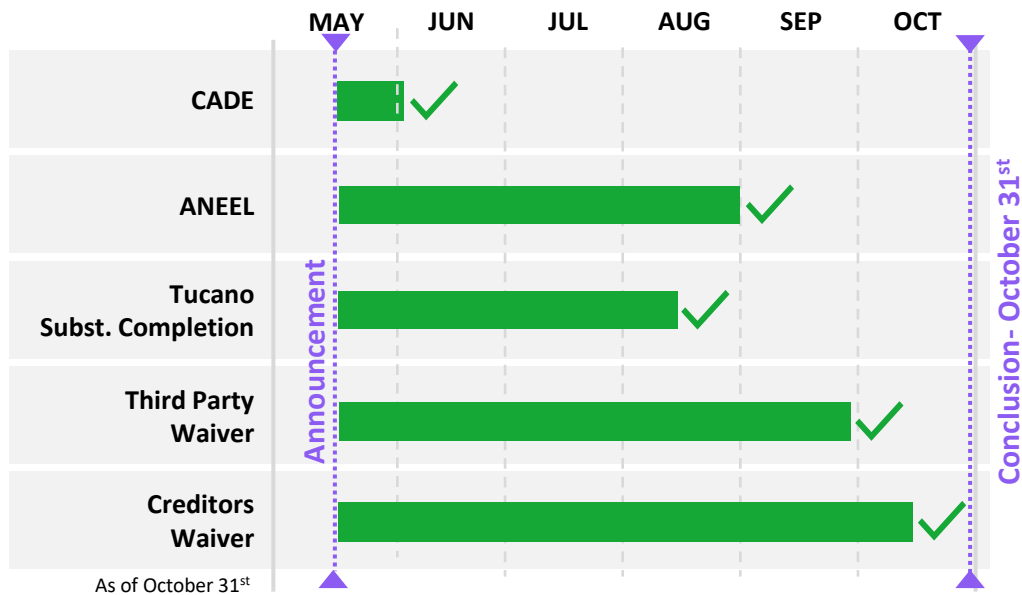 MAY JUN JUL AUG SEP OCT
CADE
ANEEL
Tucano
Subst. Completion
Third Party
Waiver
Creditors
Waiver
Announcement
Conclusion- October 31st
As of October 31st